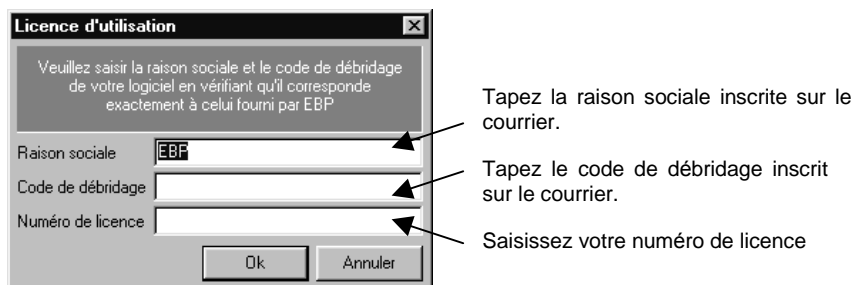 Licence d'utilisation
Veuillez saisir la raison sociale et le code de débridage
de votre logiciel en vérifiant qu'il corresponde
exactement à celui fourni par EBP
Raison sociale EBP
Code de débridage
Numéro de licence
Ok Annuler
Tapez la raison sociale inscrite sur le
courrier.
Tapez le code de débridage inscrit
sur le courrier.
Saisissez votre numéro de licence